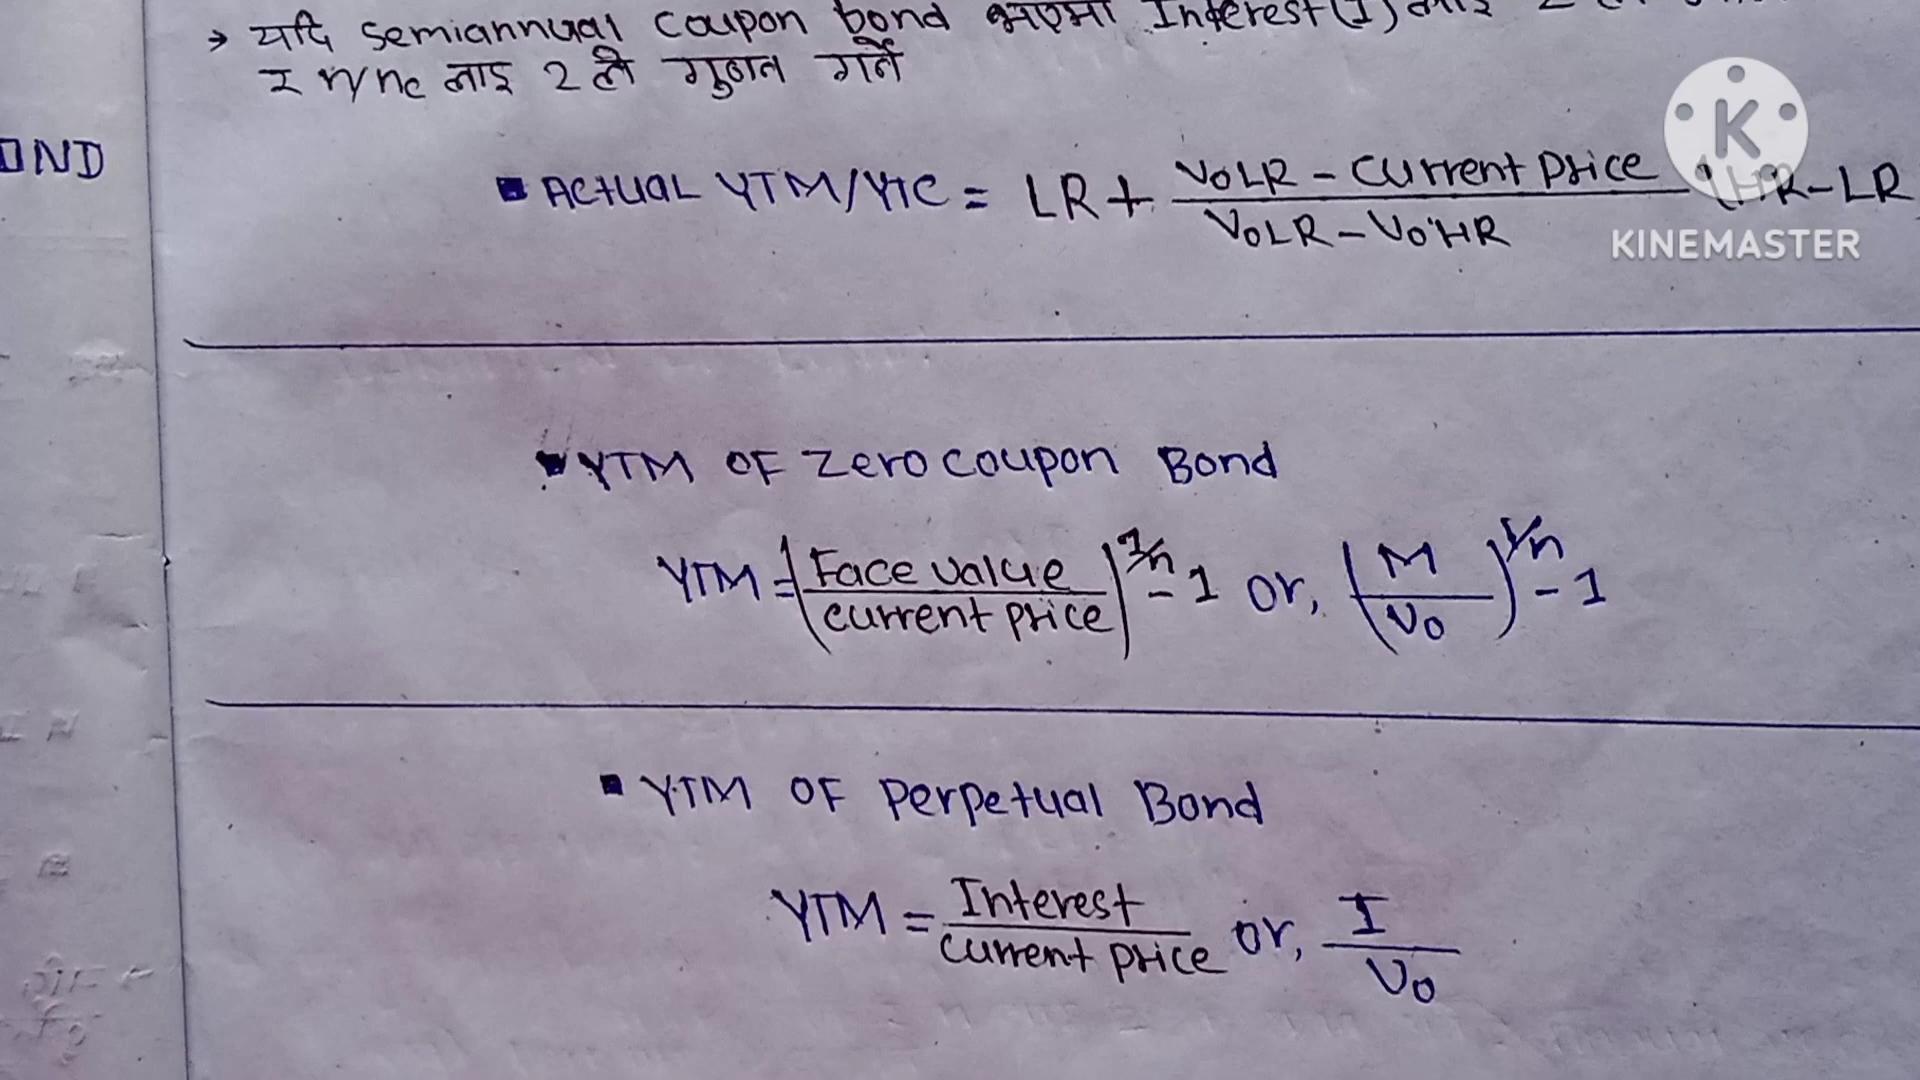 → यदि semiannual coupon bond भएमा Interest(I) लाई 2 ले
र n/nc लाइ 2 ले गुणन गर्ने
OND
ACTUAL YTM/YTC = LR + VoLR - Current Price / VoLR - VoHR (HR-LR
K
KINEMASTER
YTM OF Zero coupon Bond
YTM = (Face value / current price)^1/n - 1 or, (M / Vo)^1/n - 1
YTM OF Perpetual Bond
YTM = Interest / Current Price or, I / Vo